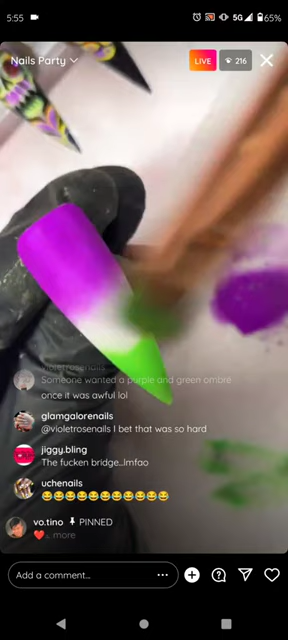 5:55
5G 65%
Nails Party
LIVE
216
violetrosenails
Someone wanted a purple and green ombré
once it was awful lol
glamgalorenails
@violetrosenails I bet that was so hard
jiggy.bling
The fucken bridge...lmfao
uchenails
😂😂😂😂😂😂😂😂😂😂😂
vo.tino 📌 PINNED
❤️... more
Add a comment...